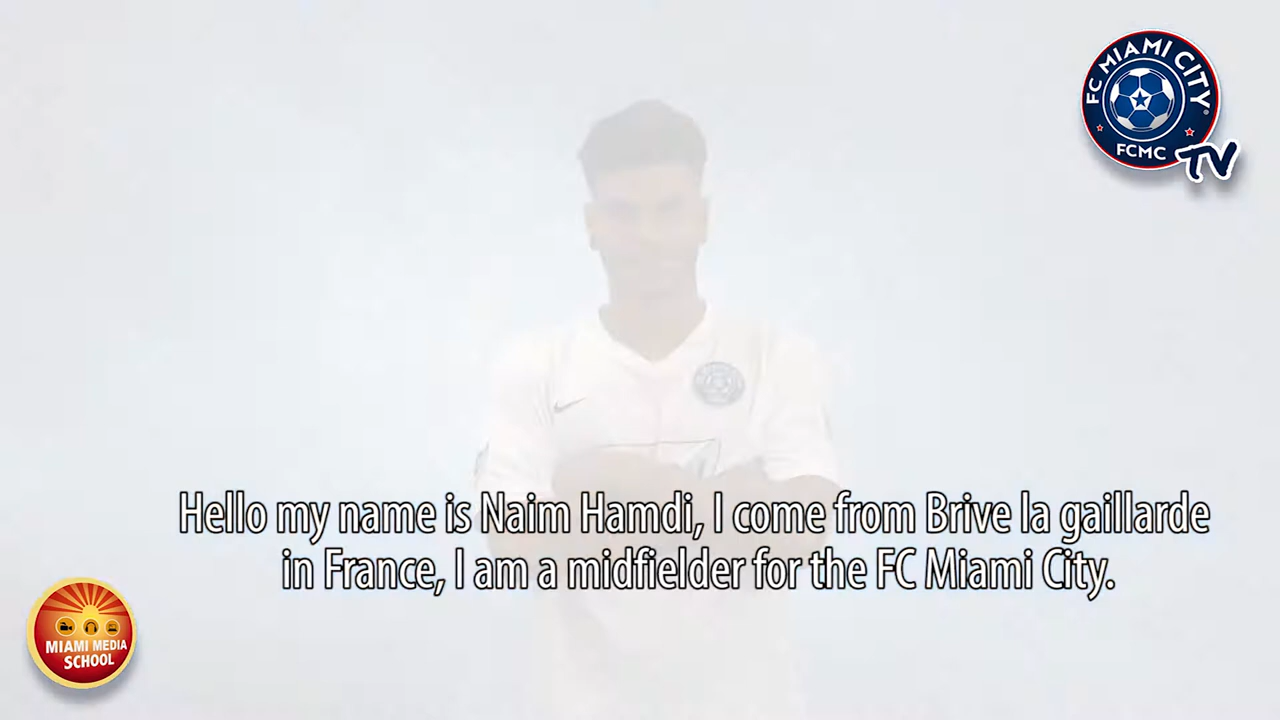 FC MIAMI CITY
FCMC
TV
Hello my name is Naim Hamdi, I come from Brive la gaillarde
in France, I am a midfielder for the FC Miami City.
MIAMI MEDIA
SCHOOL